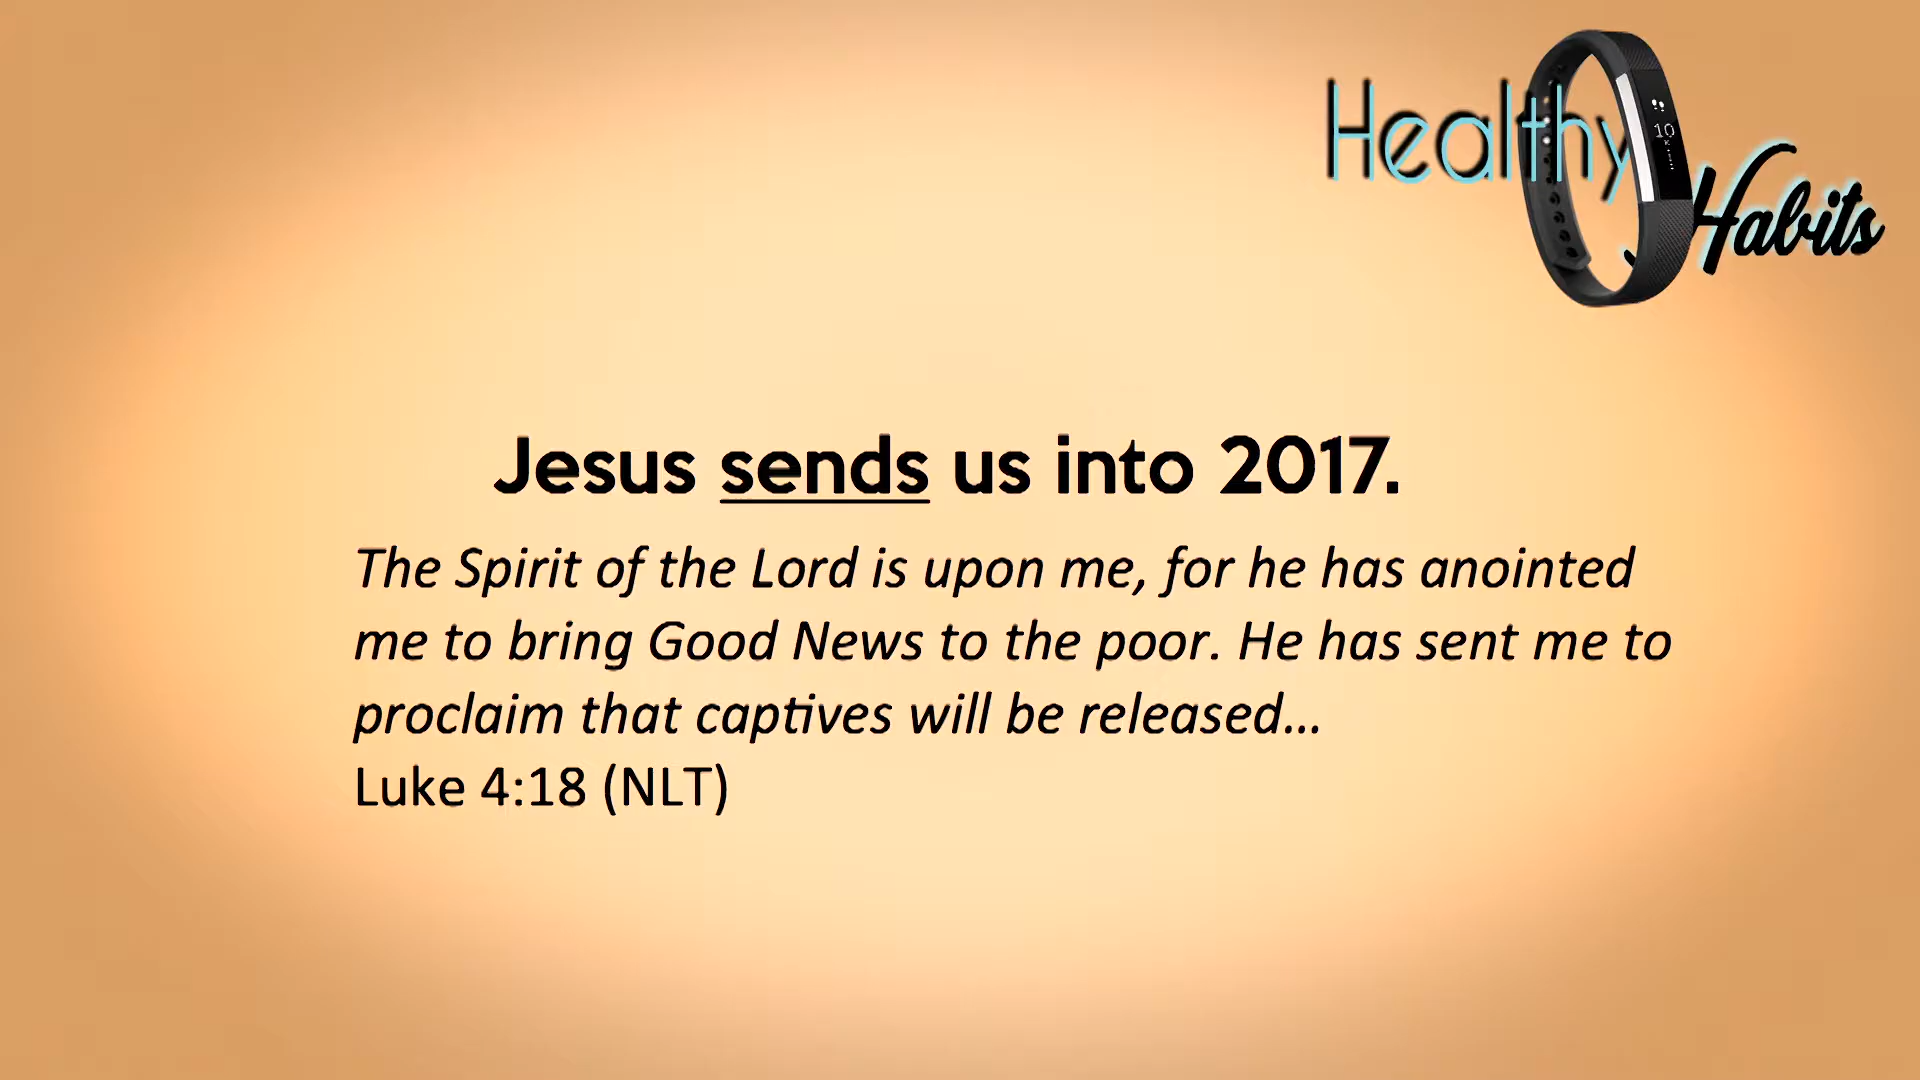 Healthy
10
Habits
Jesus sends us into 2017.
The Spirit of the Lord is upon me, for he has anointed
me to bring Good News to the poor. He has sent me to
proclaim that captives will be released...
Luke 4:18 (NLT)